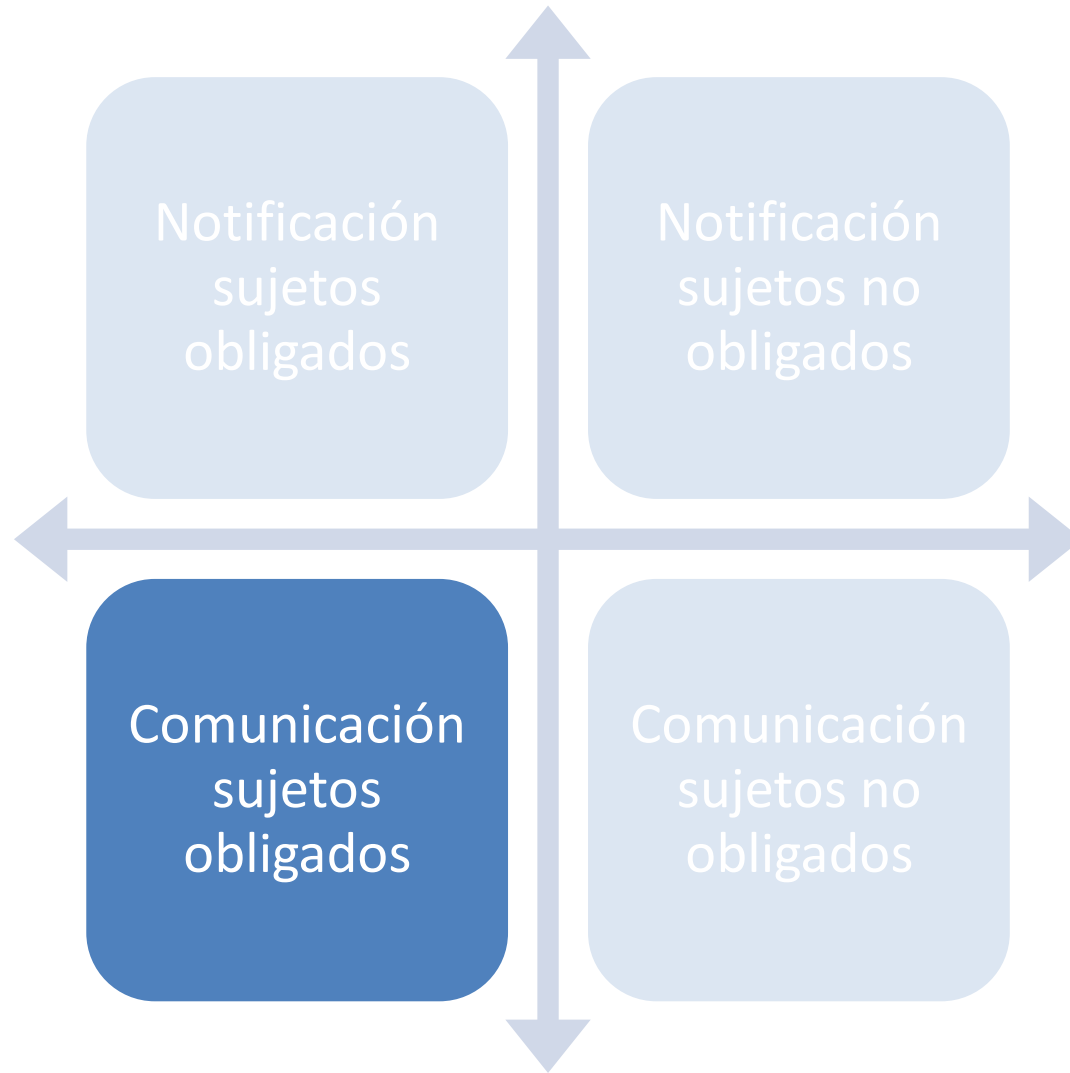 Notificación
sujetos
obligados
Notificación
sujetos no
obligados
Comunicación
sujetos
obligados
Comunicación
sujetos no
obligados